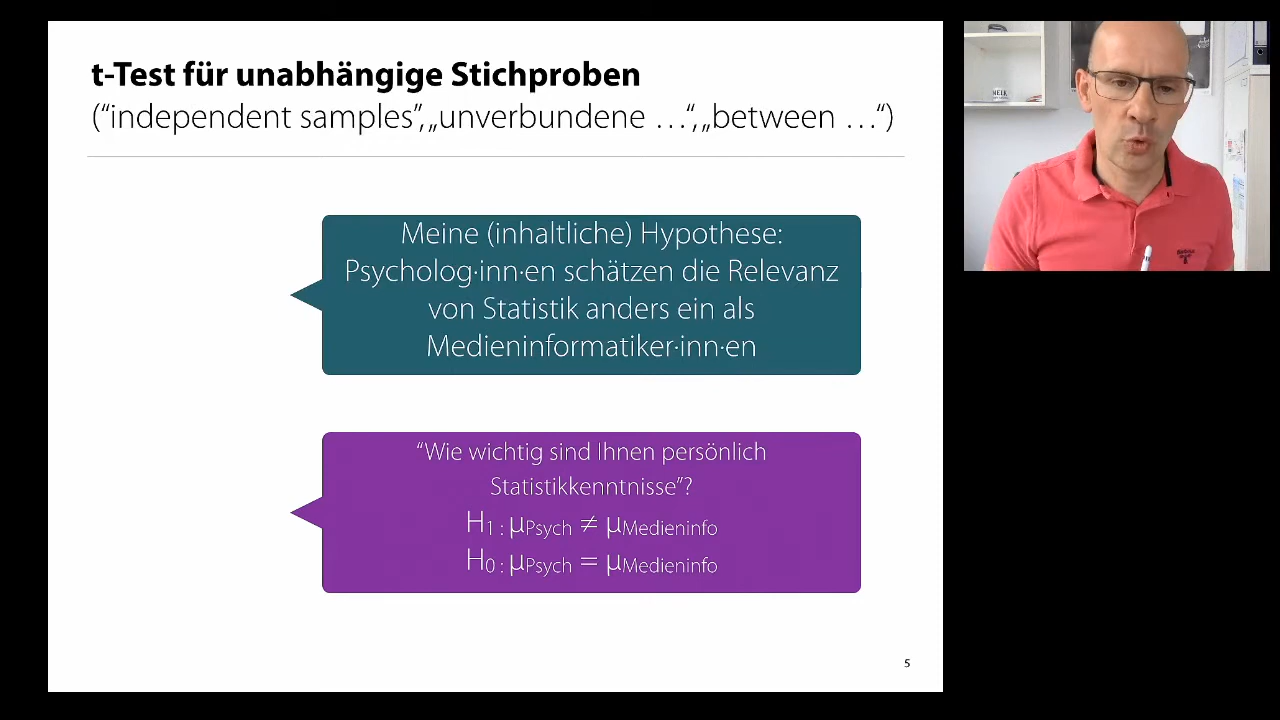 t-Test für unabhängige Stichproben
(“independent samples”,„unverbundene …“,„between …“)
Meine (inhaltliche) Hypothese:
Psycholog·inn·en schätzen die Relevanz
von Statistik anders ein als
Medieninformatiker·inn·en
“Wie wichtig sind Ihnen persönlich
Statistikkenntnisse”?
H1 : μPsych ≠ μMedieninfo
H0 : μPsych = μMedieninfo
5